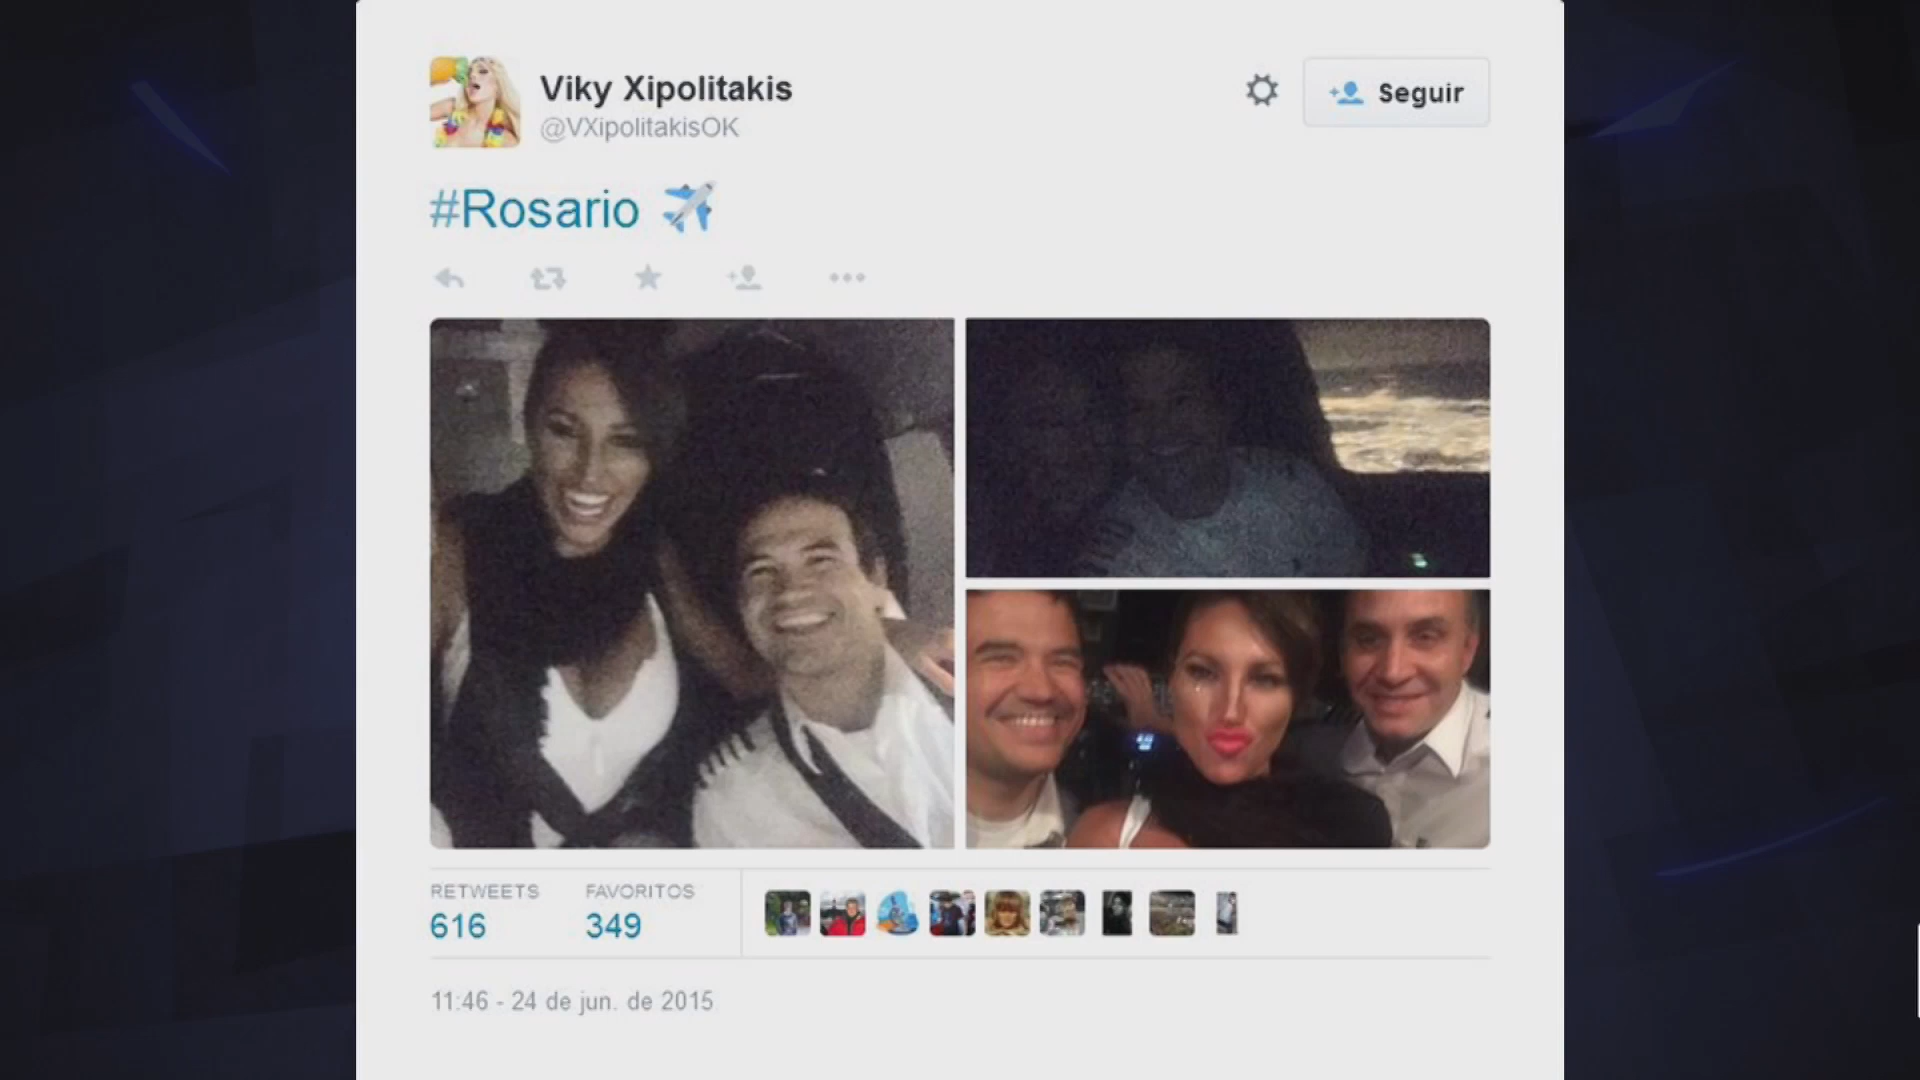 Viky Xipolitakis
@VXipolitakisOK
Seguir
#Rosario
RETWEETS
FAVORITOS
616
349
11:46 - 24 de jun. de 2015